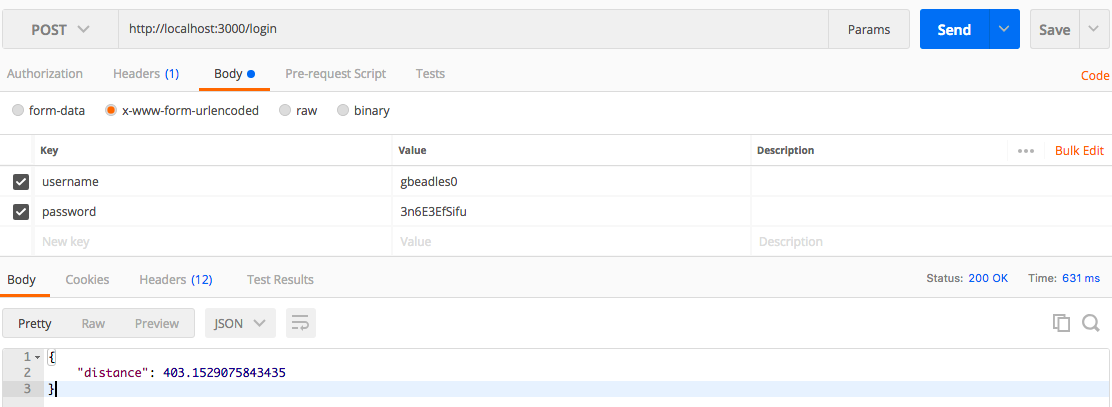 POST http://localhost:3000/login Params Send Save
Authorization Headers (1) Body Pre-request Script Tests Code
form-data x-www-form-urlencoded raw binary
Key Value Description ••• Bulk Edit
username gbeadles0
password 3n6E3EfSifu
New key Value Description
Body Cookies Headers (12) Test Results Status: 200 OK Time: 631 ms
Pretty Raw Preview JSON
1 {
2 "distance": 403.1529075843435
3 }